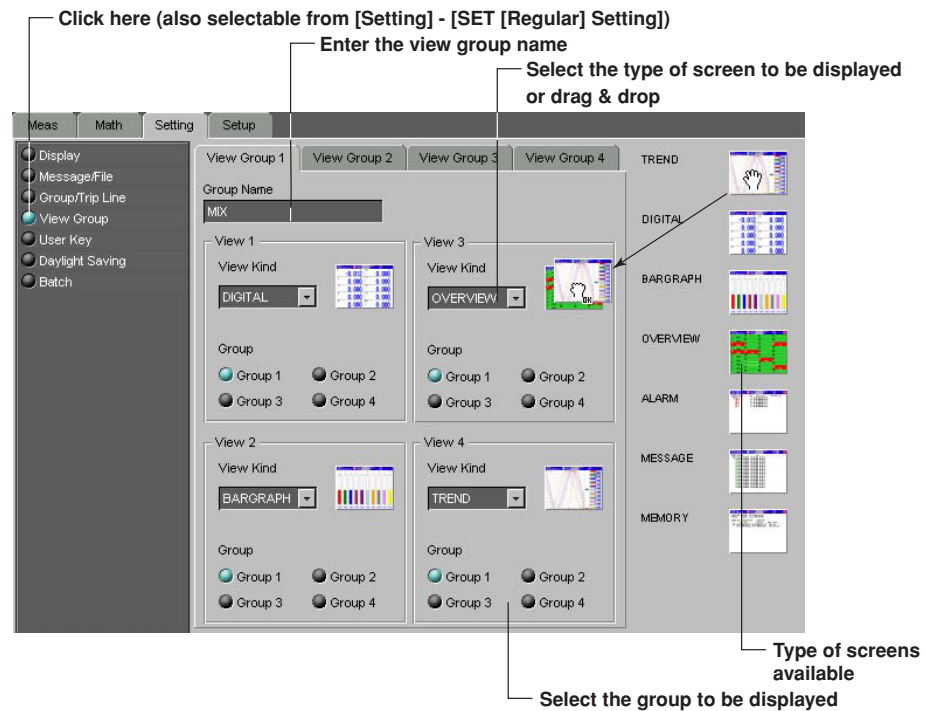 Click here (also selectable from [Setting] - [SET [Regular] Setting])
Enter the view group name
Select the type of screen to be displayed
or drag & drop
Meas Math Setting Setup
Display
Message/File
Group/Trip Line
View Group
User Key
Daylight Saving
Batch
View Group 1 View Group 2 View Group 3 View Group 4
Group Name
MIX
View 1
View Kind
DIGITAL
Group
Group 1 Group 2
Group 3 Group 4
View 3
View Kind
OVERVIEW
OK
Group
Group 1 Group 2
Group 3 Group 4
View 2
View Kind
BARGRAPH
Group
Group 1 Group 2
Group 3 Group 4
View 4
View Kind
TREND
Group
Group 1 Group 2
Group 3 Group 4
TREND
DIGITAL
BARGRAPH
OVERVIEW
ALARM
MESSAGE
MEMORY
Type of screens
available
Select the group to be displayed